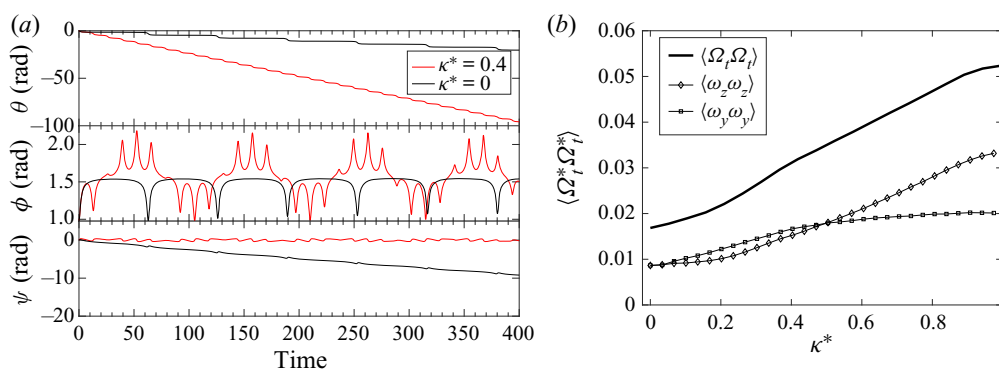 (a)
0
−50
−100
θ (rad)
κ* = 0.4
κ* = 0
2.0
1.5
1.0
ϕ (rad)
0
−10
−20
ψ (rad)
0 50 100 150 200 250 300 350 400
Time
(b)
0.06
0.05
0.04
0.03
0.02
0.01
0
⟨Ω*ₜΩ*ₜ⟩
⟨ΩₜΩₜ⟩
⟨ω_zω_z⟩
⟨ω_yω_y⟩
0 0.2 0.4 0.6 0.8
κ*